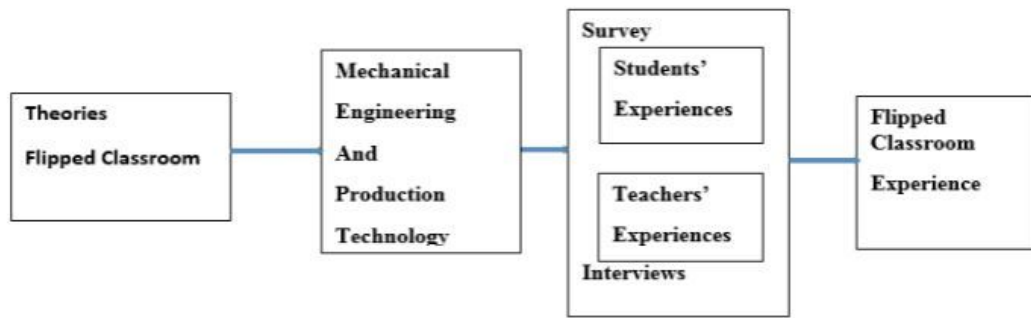 Theories
Flipped Classroom
Mechanical
Engineering
And
Production
Technology
Survey
Students’
Experiences
Teachers’
Experiences
Interviews
Flipped
Classroom
Experience